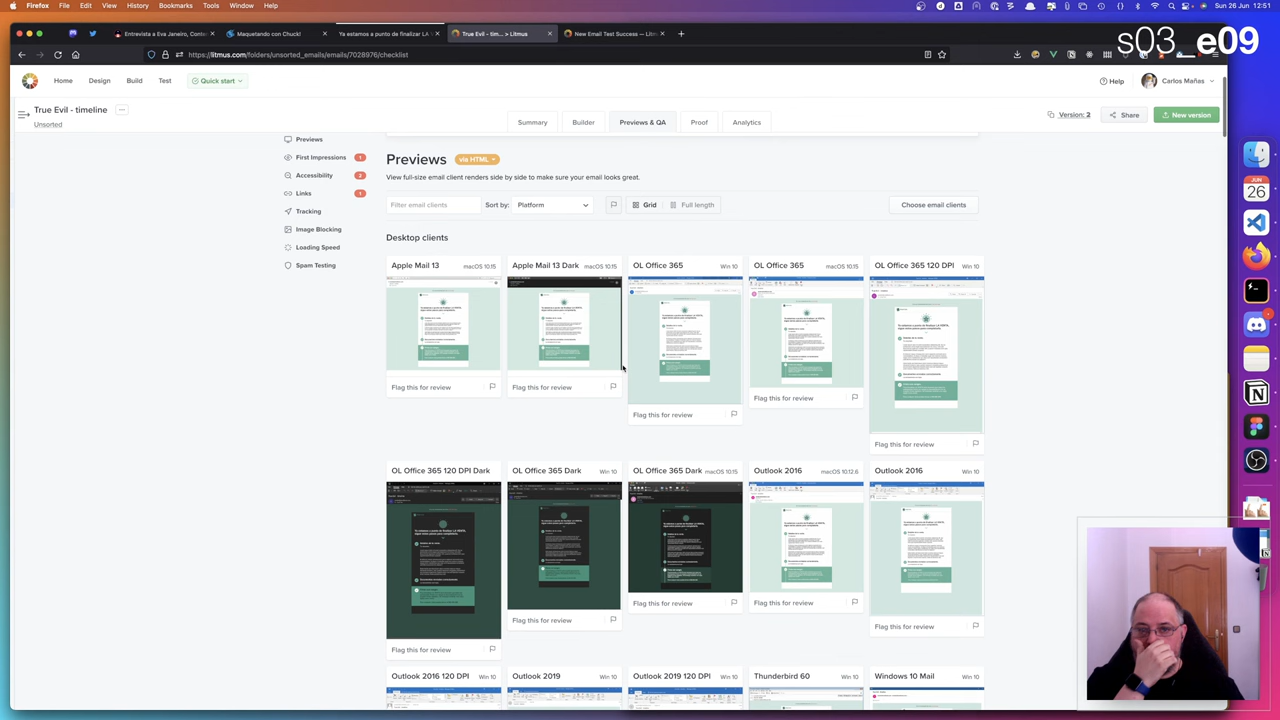 Firefox File Edit View History Bookmarks Tools Window Help
Sun 26 Jun 12:51
Entrevista a Eva Janeiro, Conten
Maquetando con Chuck!
Ya estamos a punto de finalizar LA
True Evil - tim... > Litmus
New Email Test Success — Litm
s03 e09
https://litmus.com/folders/unsorted_emails/emails/7028976/checklist
Home Design Build Test Quick start
Help Carlos Mañas
True Evil - timeline
Unsorted
Summary Builder Previews & QA Proof Analytics
Version: 2 Share New version
Previews
First Impressions 1
Accessibility 2
Links 1
Tracking
Image Blocking
Loading Speed
Spam Testing
Previews via HTML
View full-size email client renders side by side to make sure your email looks great.
Filter email clients Sort by: Platform Grid Full length Choose email clients
Desktop clients
Apple Mail 13 macOS 10.15
Apple Mail 13 Dark macOS 10.15
OL Office 365 Win 10
OL Office 365 macOS 10.15
OL Office 365 120 DPI Win 10
Flag this for review
Flag this for review
Flag this for review
Flag this for review
Flag this for review
OL Office 365 120 DPI Dark
OL Office 365 Dark Win 10
OL Office 365 Dark macOS 10.15
Outlook 2016 macOS 10.12.6
Outlook 2016 Win 10
Flag this for review
Flag this for review
Flag this for review
Flag this for review
Flag this for review
Outlook 2016 120 DPI Win 10
Outlook 2019 Win 10
Outlook 2019 120 DPI Win 10
Thunderbird 60 Win 10
Windows 10 Mail Win 10
JUN
26